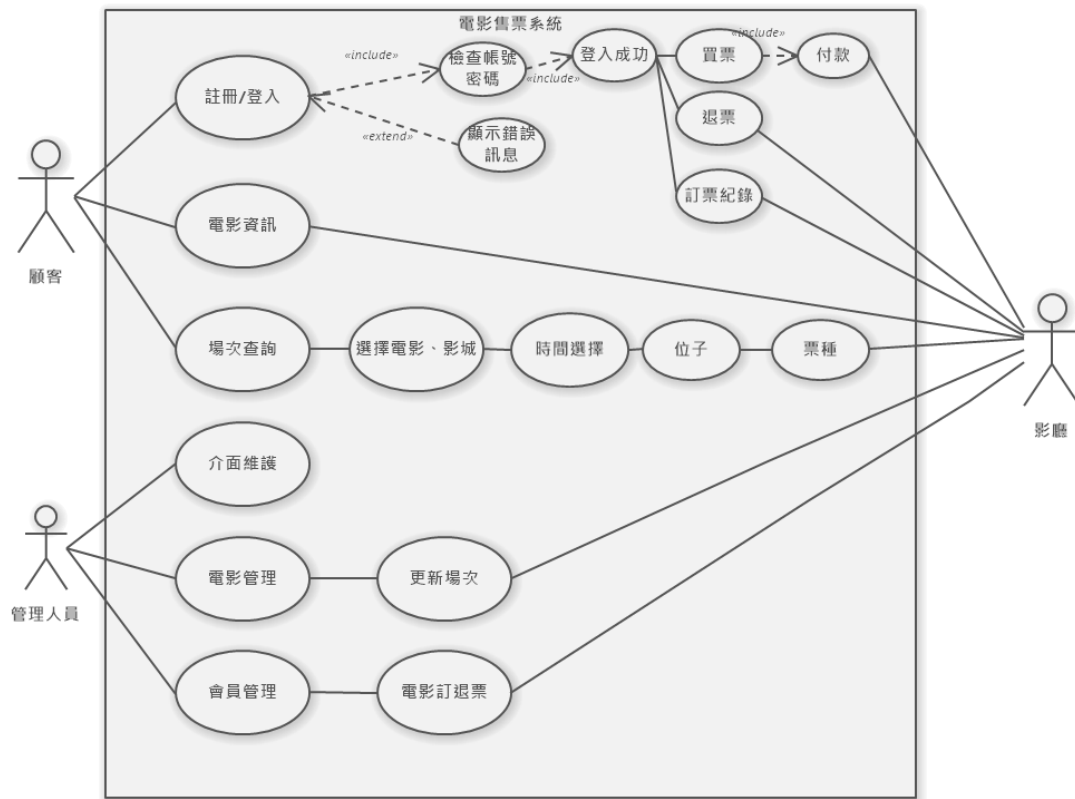 電影售票系統
«include»
檢查帳號
密碼
«include»
登入成功
買票
«include»
付款
註冊/登入
«extend»
顯示錯誤
訊息
退票
訂票紀錄
顧客
電影資訊
場次查詢
選擇電影、影城
時間選擇
位子
票種
影廳
介面維護
管理人員
電影管理
更新場次
會員管理
電影訂退票